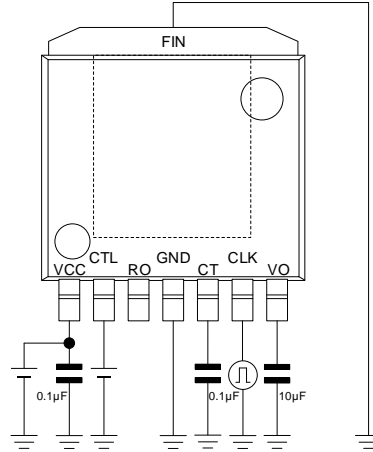 FIN
VCC CTL RO GND CT CLK VO
0.1µF 0.1µF 10µF